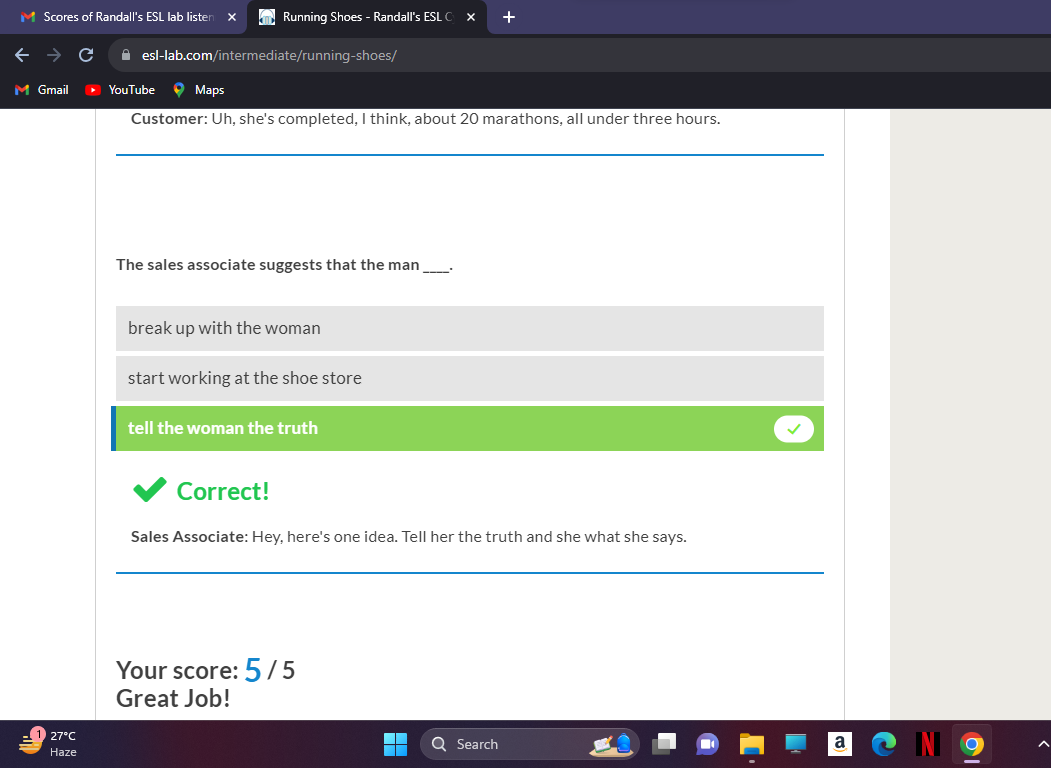 Scores of Randall's ESL lab listen
Running Shoes - Randall's ESL C
esl-lab.com/intermediate/running-shoes/
Gmail
YouTube
Maps
Customer: Uh, she's completed, I think, about 20 marathons, all under three hours.
The sales associate suggests that the man ____.
break up with the woman
start working at the shoe store
tell the woman the truth
Correct!
Sales Associate: Hey, here's one idea. Tell her the truth and she what she says.
Your score: 5 / 5
Great Job!
1
27°C
Haze
Search
a
N